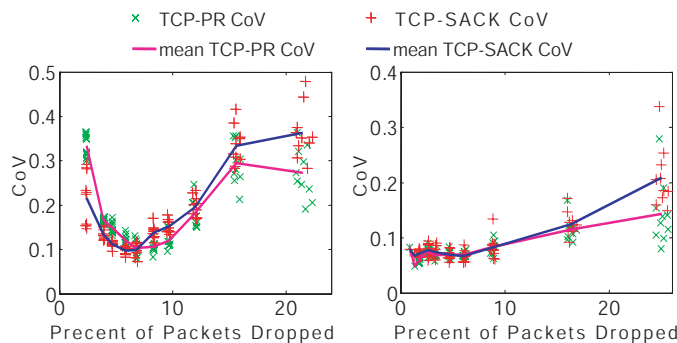 TCP-PR CoV
TCP-SACK CoV
mean TCP-PR CoV
mean TCP-SACK CoV
0.5
0.4
0.3
0.2
0.1
0
CoV
0
10
20
Precent of Packets Dropped
0.4
0.3
0.2
0.1
0
CoV
0
10
20
Precent of Packets Dropped